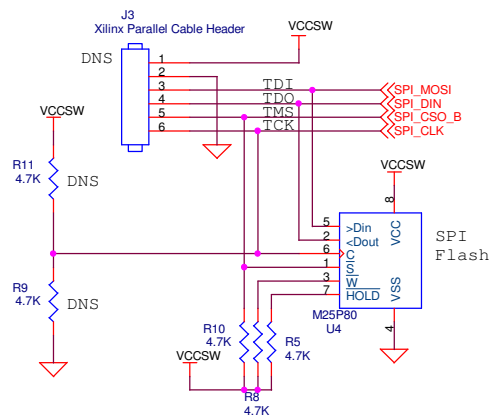 J3
Xilinx Parallel Cable Header
VCCSW
DNS
1
2
3
4
5
6
TDI
TDO
TMS
TCK
SPI_MOSI
SPI_DIN
SPI_CSO_B
SPI_CLK
VCCSW
R11
4.7K
DNS
VCCSW
8
5
2
6
1
3
7
>Din
<Dout
C
S
W
HOLD
VCC
VSS
SPI
Flash
R9
4.7K
DNS
M25P80
U4
4
R10
4.7K
R5
4.7K
VCCSW
R8
4.7K